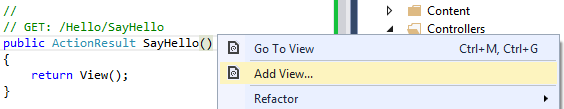 //
// GET: /Hello/SayHello
public ActionResult SayHello()
{
return View();
}
Content
Controllers
Go To View Ctrl+M, Ctrl+G
Add View...
Refactor